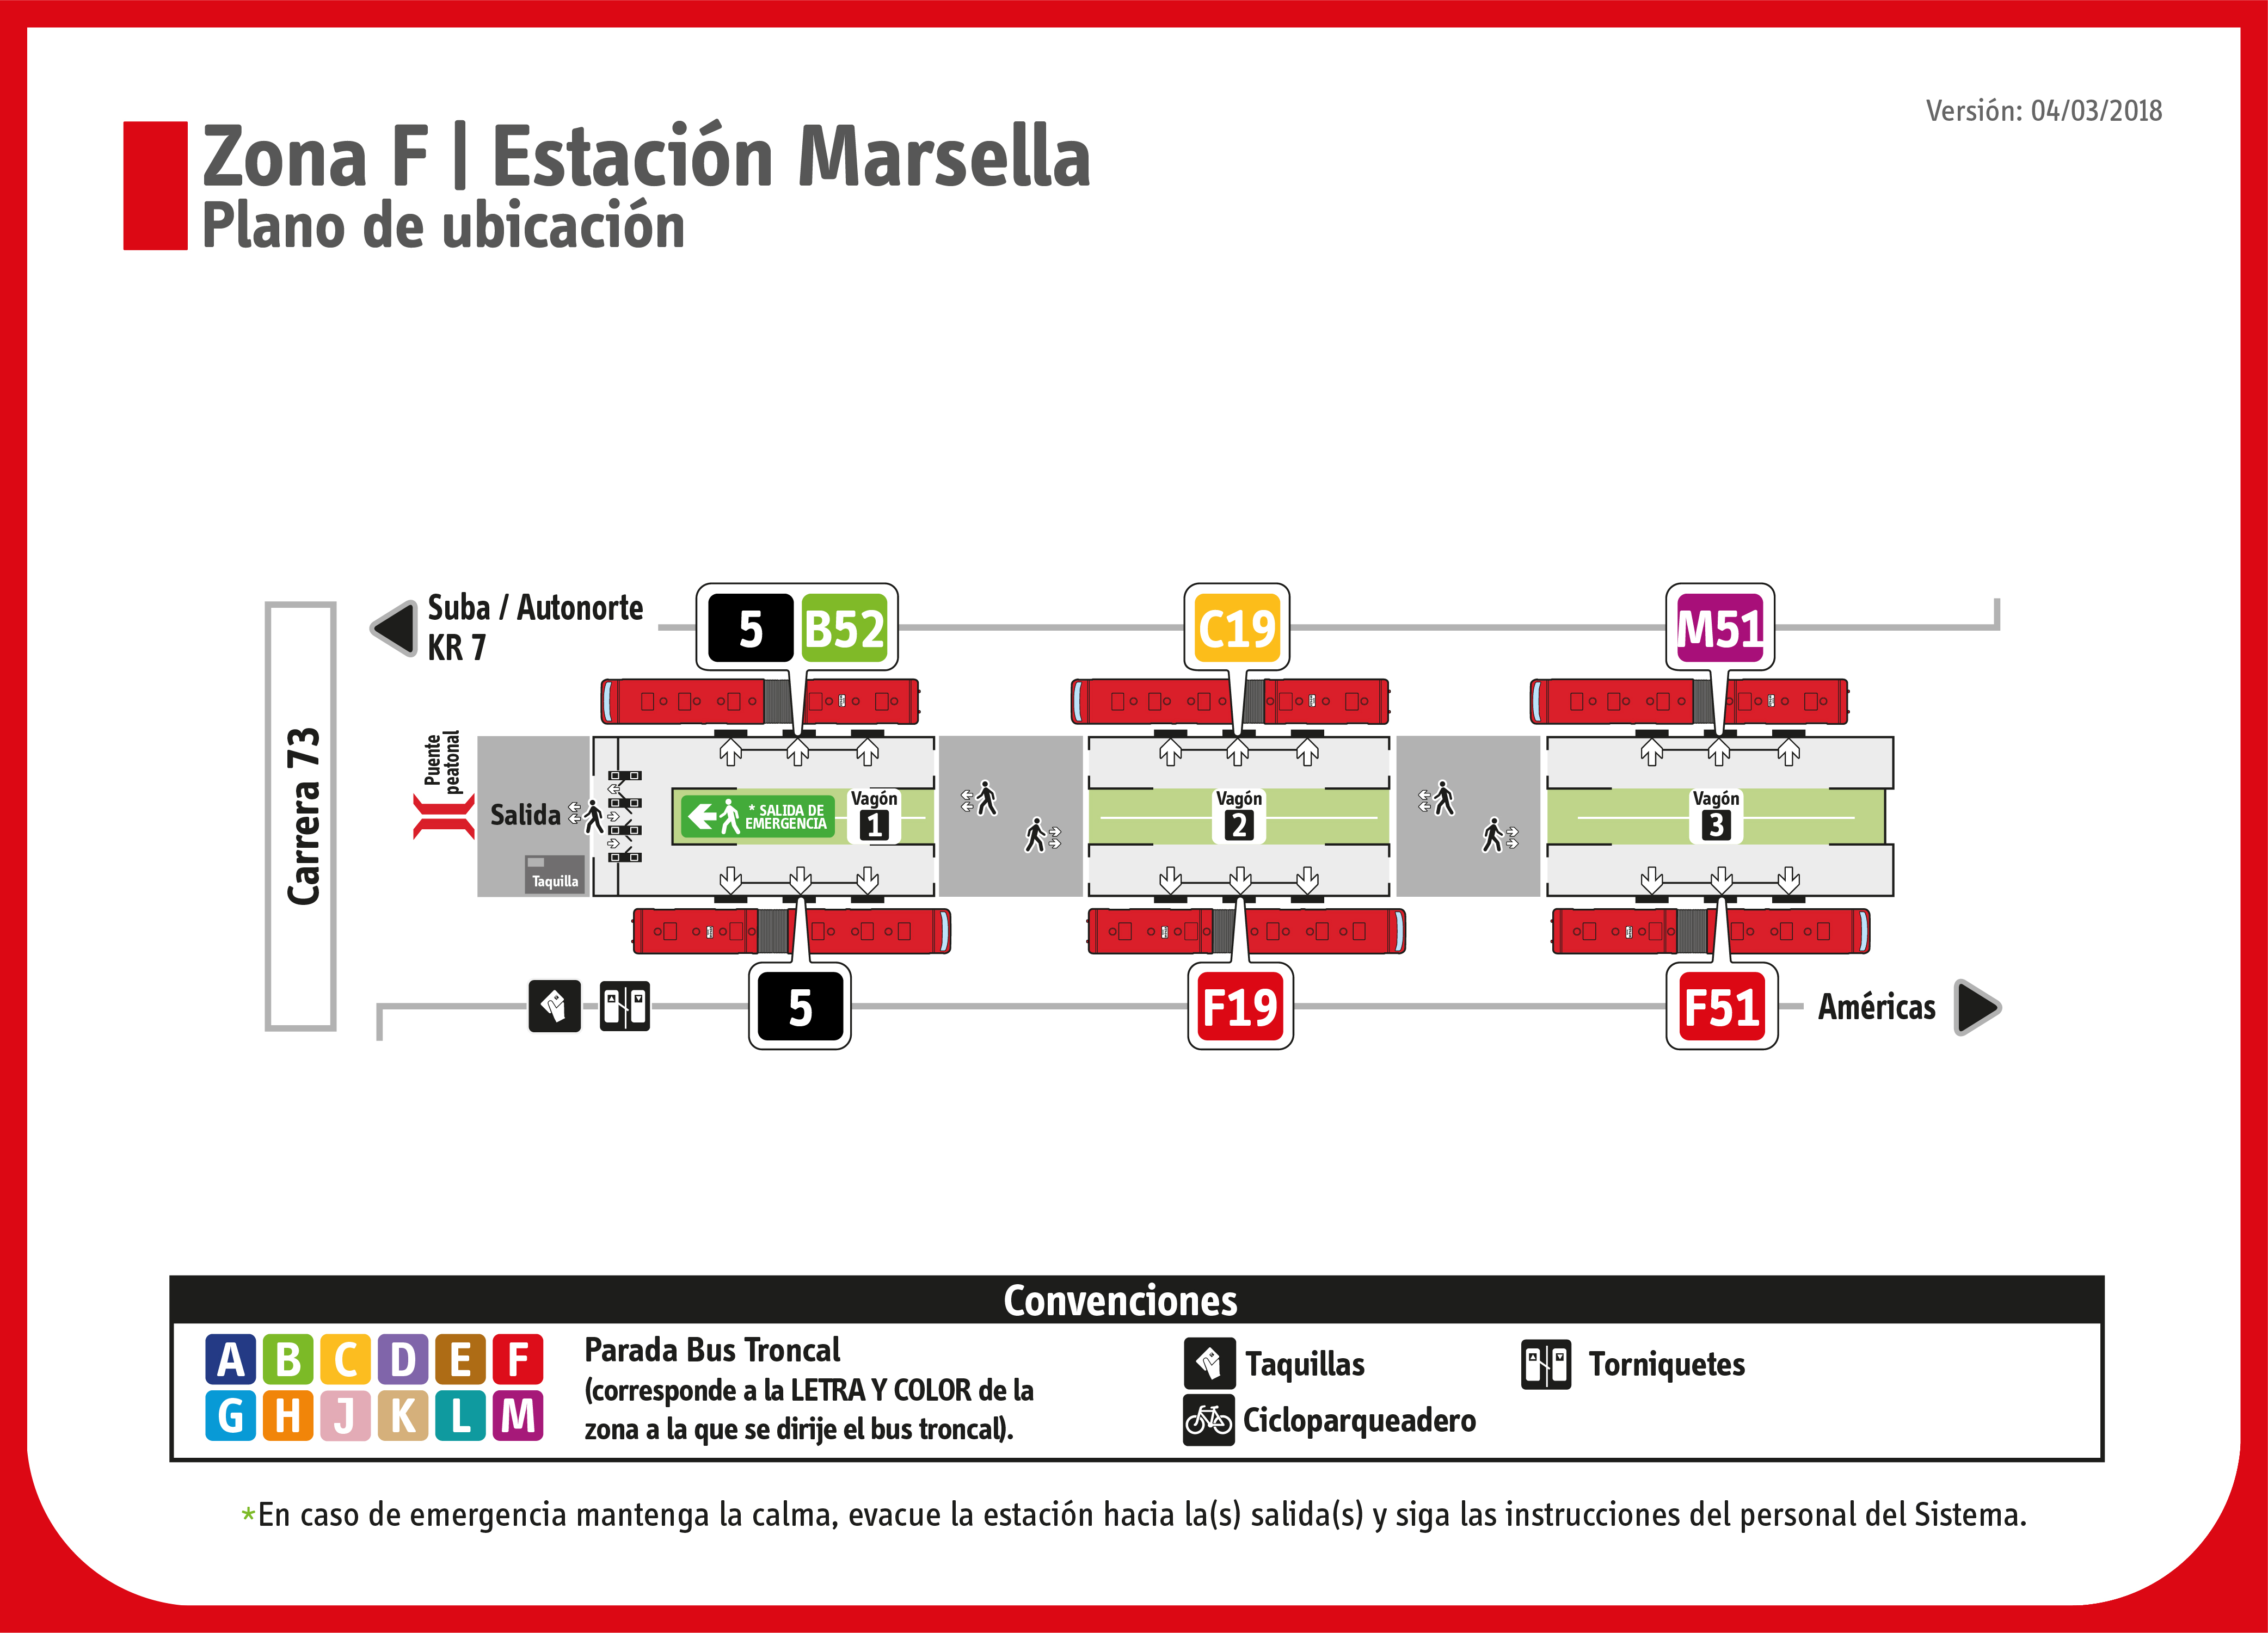 Versión: 04/03/2018
Zona F | Estación Marsella
Plano de ubicación
Suba / Autonorte
KR 7
5 B52
C19
M51
Carrera 73
Puente
peatonal
Salida
Taquilla
* SALIDA DE
EMERGENCIA
Vagón
1
Vagón
2
Vagón
3
5
F19
F51
Américas
Convenciones
A B C D E F
G H J K L M
Parada Bus Troncal
(corresponde a la LETRA Y COLOR de la
zona a la que se dirije el bus troncal).
Taquillas
Torniquetes
Cicloparqueadero
*En caso de emergencia mantenga la calma, evacue la estación hacia la(s) salida(s) y siga las instrucciones del personal del Sistema.